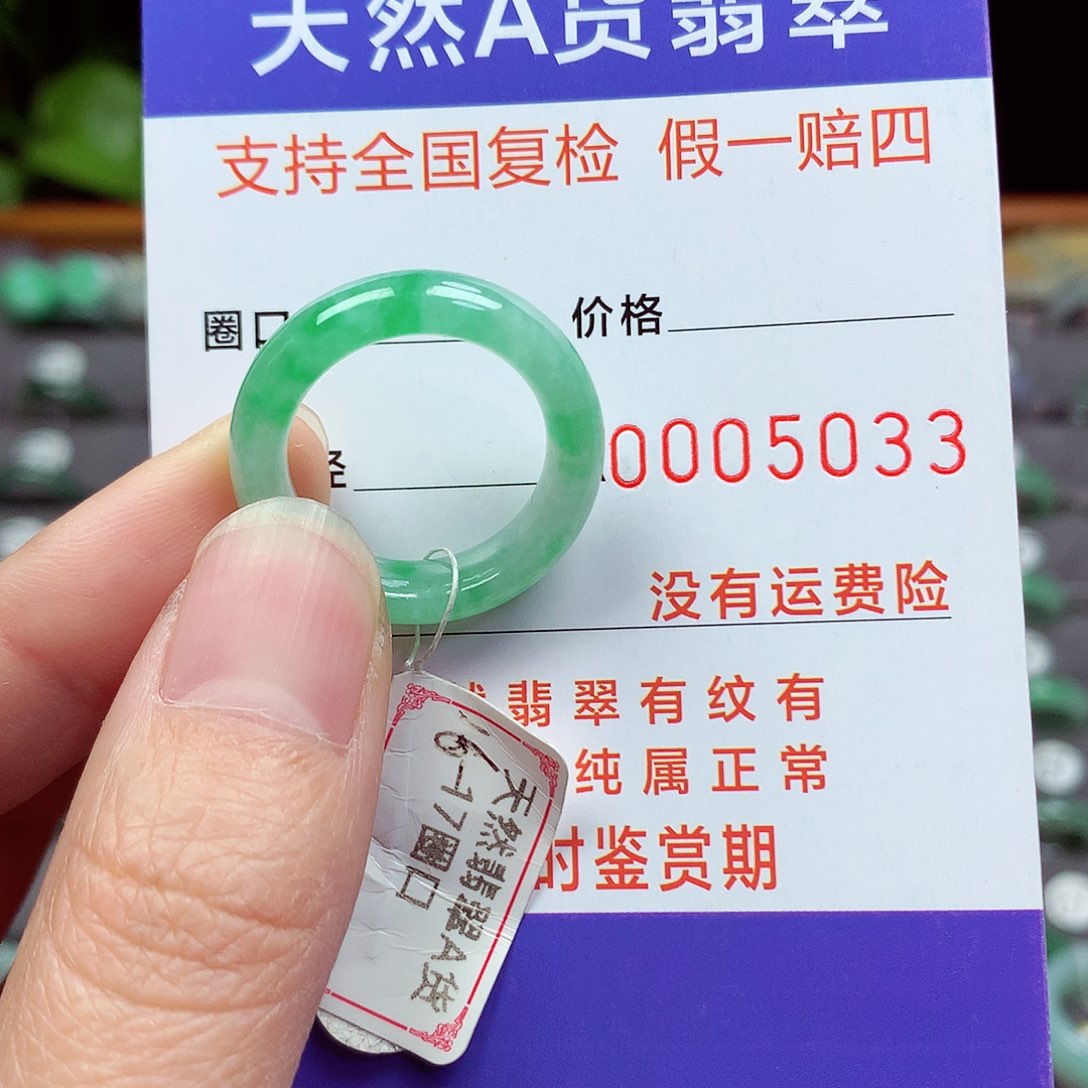 天然A货翡翠
支持全国复检 假一赔四
圈口 价格
径
0005033
没有运费险
翡翠有纹有
纯属正常
时鉴赏期
天然翡翠A货
16-17圈口